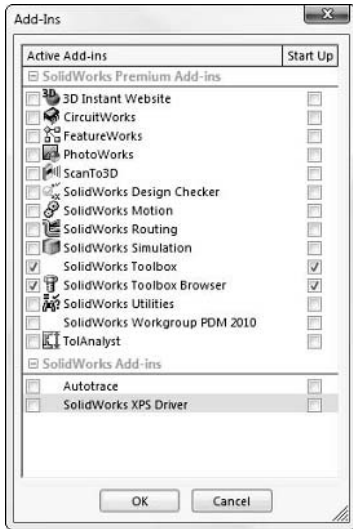 Add-Ins
Active Add-ins Start Up
SolidWorks Premium Add-ins
3D Instant Website
CircuitWorks
FeatureWorks
PhotoWorks
ScanTo3D
SolidWorks Design Checker
SolidWorks Motion
SolidWorks Routing
SolidWorks Simulation
SolidWorks Toolbox
SolidWorks Toolbox Browser
SolidWorks Utilities
SolidWorks Workgroup PDM 2010
TolAnalyst
SolidWorks Add-ins
Autotrace
SolidWorks XPS Driver
OK Cancel